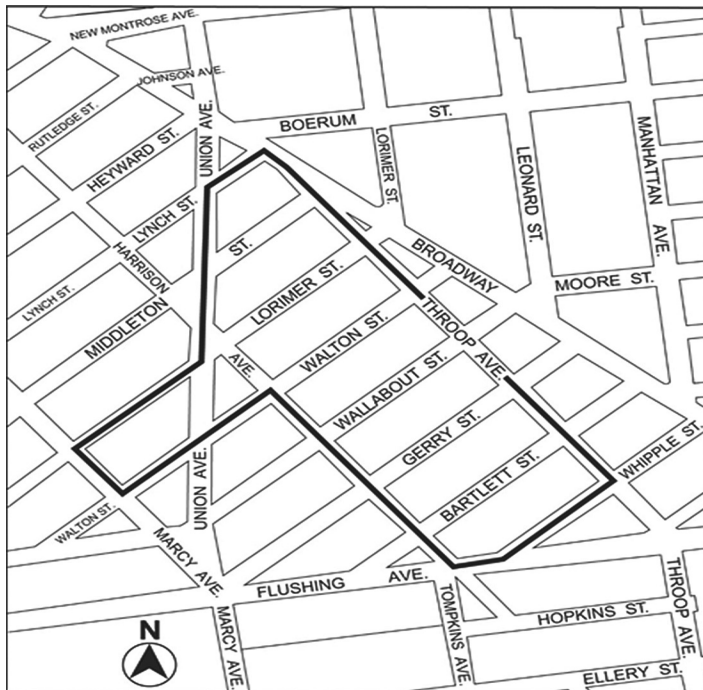 NEW MONTROSE AVE.
JOHNSON AVE.
RUTLEDGE ST.
HEYWARD ST.
UNION AVE.
BOERUM ST.
LORIMER ST.
LEONARD ST.
MANHATTAN AVE.
LYNCH ST.
HARRISON AVE.
LYNCH ST.
MIDDLETON ST.
LORIMER ST.
BROADWAY
MOORE ST.
WALTON ST.
THROOP AVE.
WALLABOUT ST.
GERRY ST.
BARTLETT ST.
WHIPPLE ST.
UNION AVE.
WALTON ST.
MARCY AVE.
FLUSHING AVE.
MARCY AVE.
TOMPKINS AVE.
HOPKINS ST.
THROOP AVE.
ELLERY ST.
N